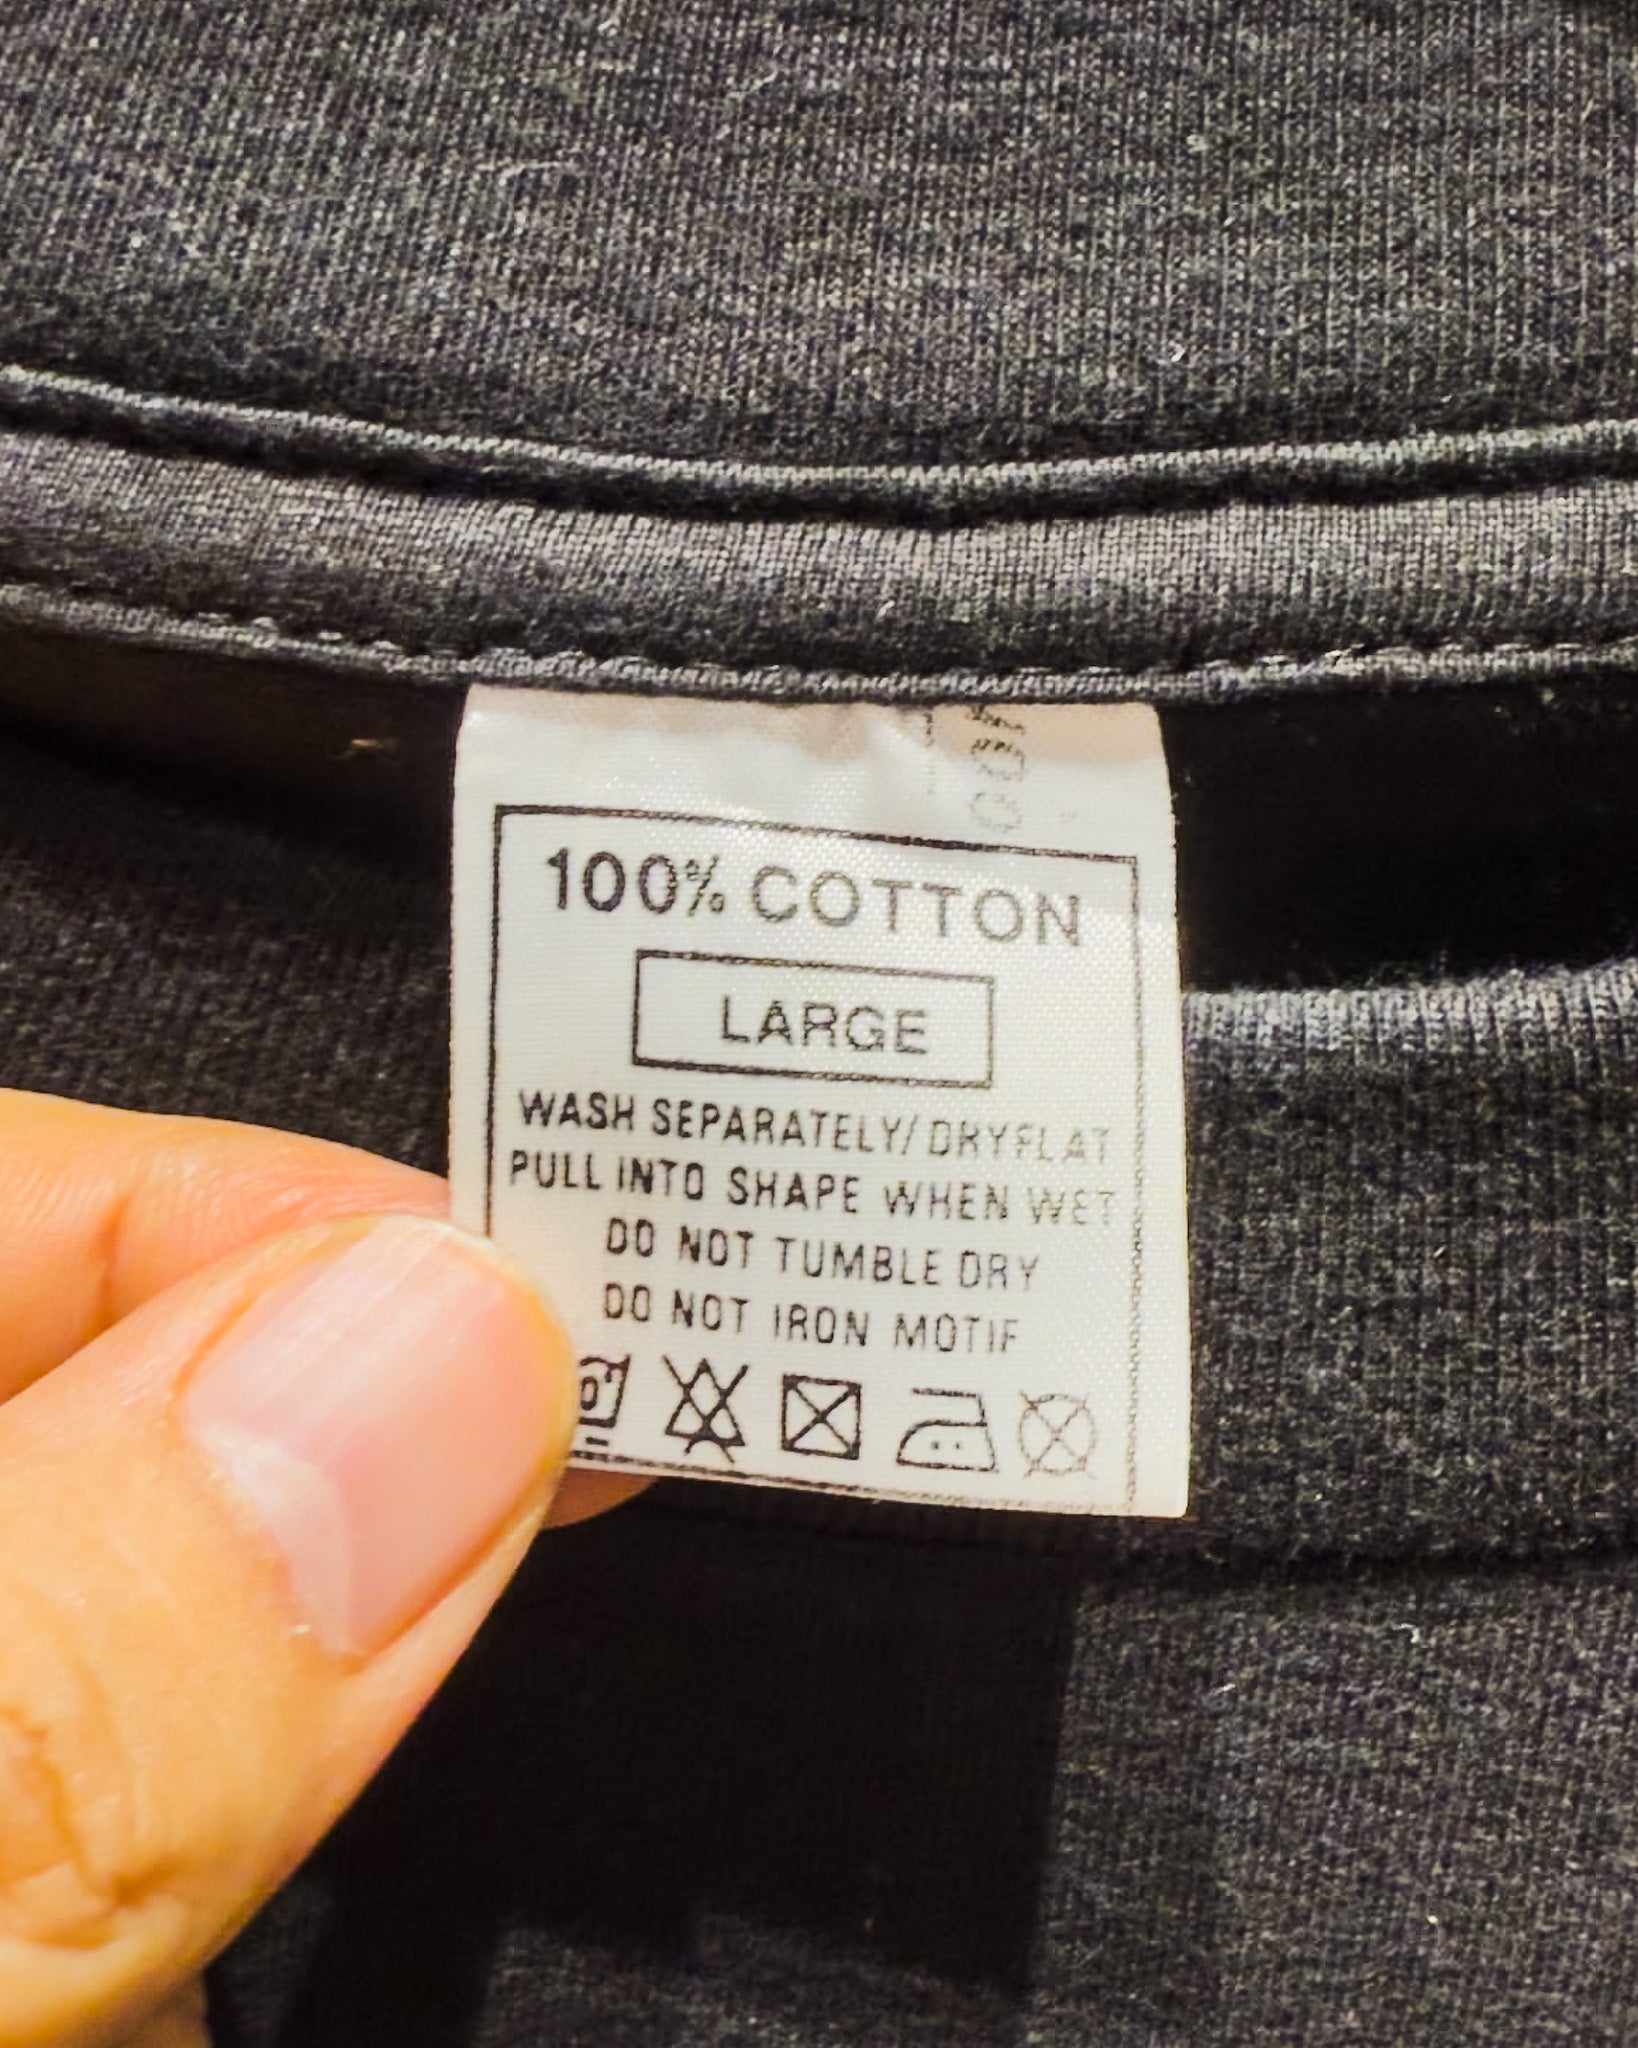 100% COTTON
LARGE
WASH SEPARATELY/DRYFLAT
PULL INTO SHAPE WHEN WET
DO NOT TUMBLE DRY
DO NOT IRON MOTIF